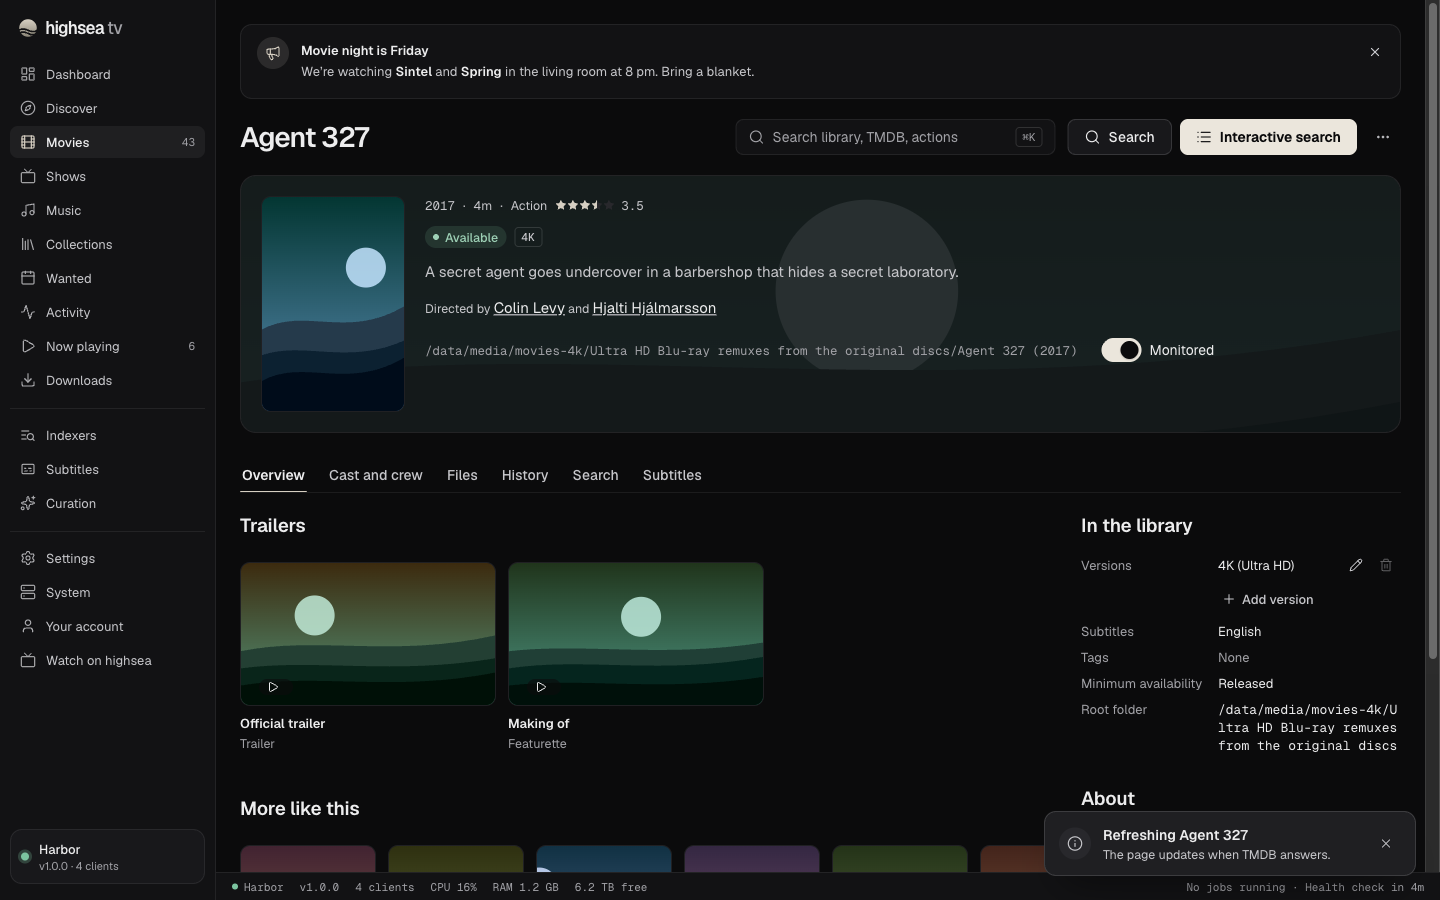 highsea tv
Dashboard
Discover
Movies 43
Shows
Music
Collections
Wanted
Activity
Now playing 6
Downloads
Indexers
Subtitles
Curation
Settings
System
Your account
Watch on highsea
Harbor
v1.0.0 · 4 clients
Movie night is Friday
We're watching Sintel and Spring in the living room at 8 pm. Bring a blanket.
Agent 327
Search library, TMDB, actions ⌘K
Search
Interactive search
2017 · 4m · Action 3.5
Available 4K
A secret agent goes undercover in a barbershop that hides a secret laboratory.
Directed by Colin Levy and Hjalti Hjálmarsson
/data/media/movies-4k/Ultra HD Blu-ray remuxes from the original discs/Agent 327 (2017) Monitored
Overview Cast and crew Files History Search Subtitles
Trailers
Official trailer
Trailer
Making of
Featurette
More like this
In the library
Versions 4K (Ultra HD)
Add version
Subtitles English
Tags None
Minimum availability Released
Root folder /data/media/movies-4k/U
ltra HD Blu-ray remuxes
from the original discs
About
Refreshing Agent 327
The page updates when TMDB answers.
Harbor v1.0.0 4 clients CPU 16% RAM 1.2 GB 6.2 TB free
No jobs running · Health check in 4m